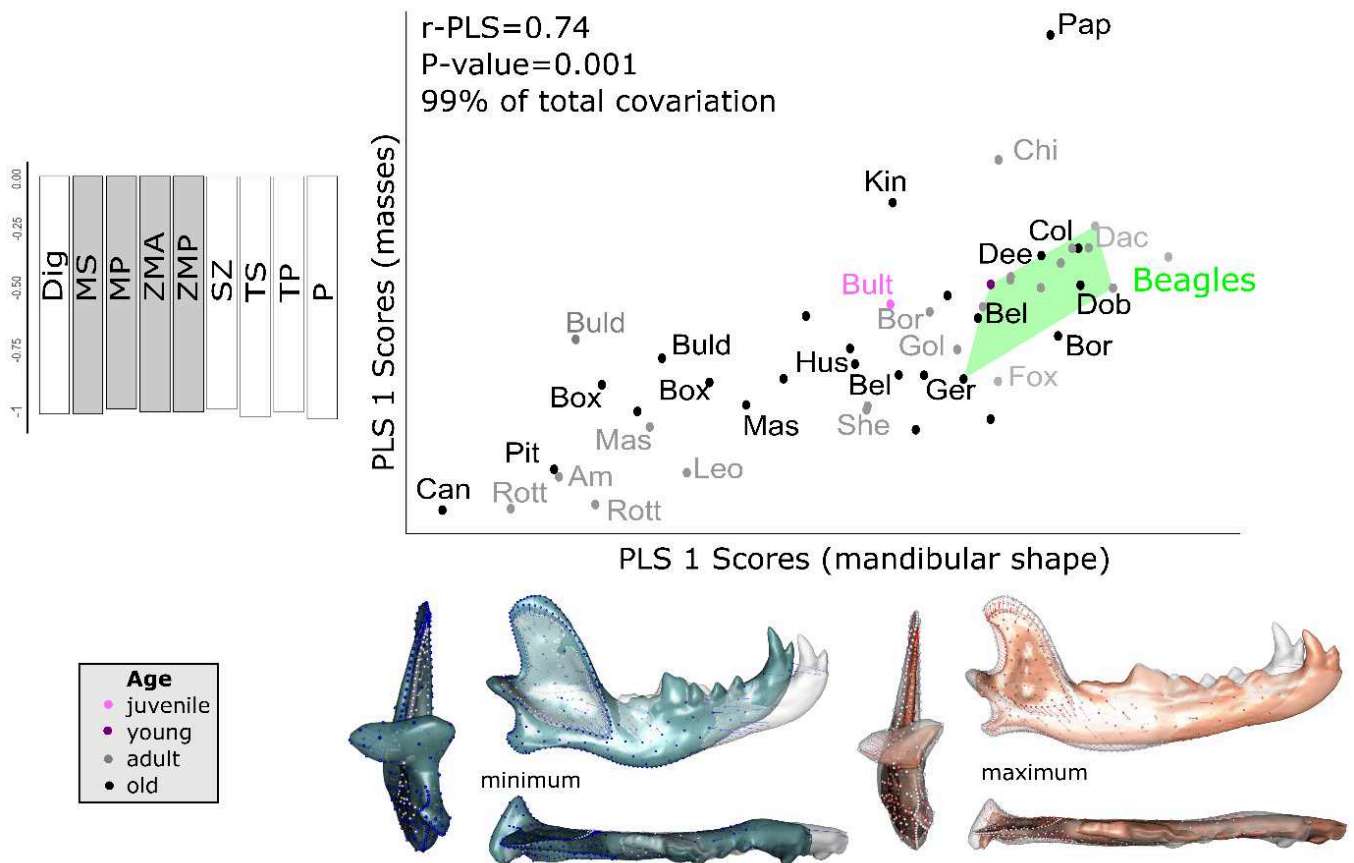 r-PLS=0.74
P-value=0.001
99% of total covariation
PLS 1 Scores (masses)
0.00
-0.25
-0.50
-0.75
-1
Dig
MS
MP
ZMA
ZMP
SZ
TS
TP
P
Pap
Chi
Kin
Col
Dac
Dee
Beagles
Bult
Dob
Bor
Bel
Buld
Bor
Buld
Gol
Hus
Box
Box
Bel
Ger
Fox
Mas
Mas
She
Pit
Am
Leo
Can
Rott
Rott
PLS 1 Scores (mandibular shape)
Age
juvenile
young
adult
old
minimum
maximum